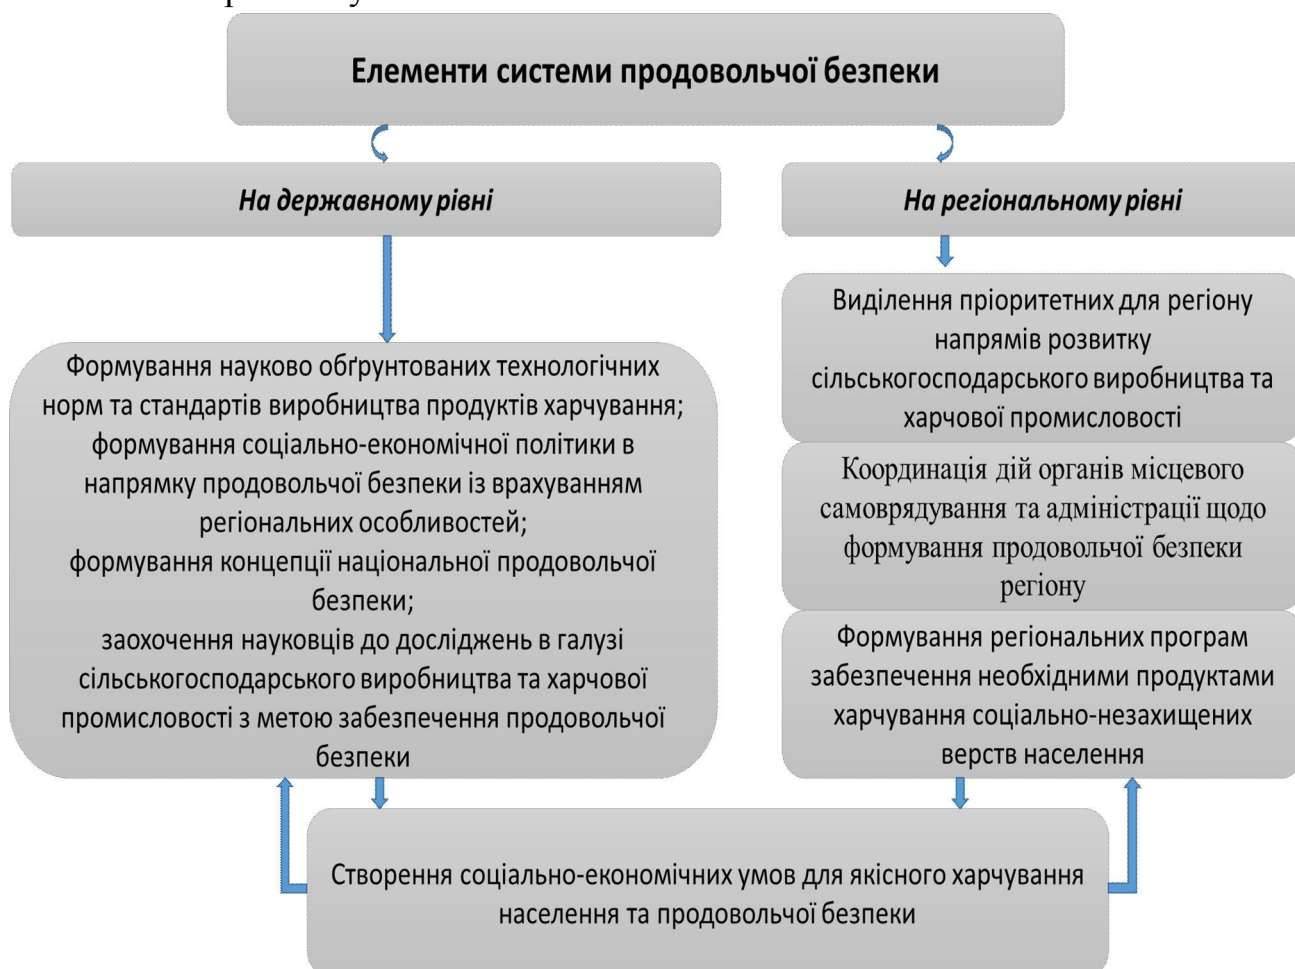 Елементи системи продовольчої безпеки
На державному рівні
На регіональному рівні
Формування науково обґрунтованих технологічних
норм та стандартів виробництва продуктів харчування;
формування соціально-економічної політики в
напрямку продовольчої безпеки із врахуванням
регіональних особливостей;
формування концепції національної продовольчої
безпеки;
заохочення науковців до досліджень в галузі
сільськогосподарського виробництва та харчової
промисловості з метою забезпечення продовольчої
безпеки
Виділення пріоритетних для регіону
напрямів розвитку
сільськогосподарського виробництва та
харчової промисловості
Координація дій органів місцевого
самоврядування та адміністрації щодо
формування продовольчої безпеки
регіону
Формування регіональних програм
забезпечення необхідними продуктами
харчування соціально-незахищених
верств населення
Створення соціально-економічних умов для якісного харчування
населення та продовольчої безпеки